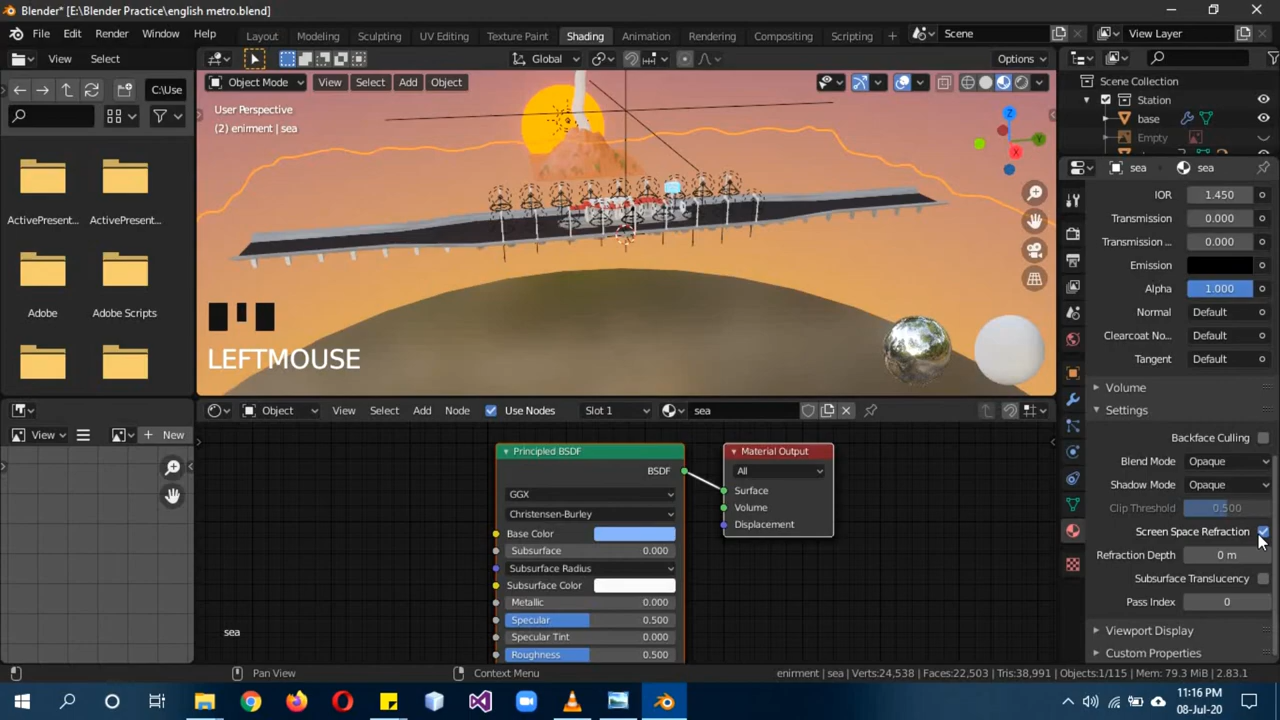 Blender* [E:\Blender Practice\english metro.blend]
File Edit Render Window Help Layout Modeling Sculpting UV Editing Texture Paint Shading Animation Rendering Compositing Scripting + Scene View Layer
View Select Global Options
C:\Use Object Mode View Select Add Object Scene Collection
User Perspective
(2) enirment | sea
Station
base
Empty
ActivePresent... ActivePresent...
sea sea
IOR 1.450
Transmission 0.000
Transmission ... 0.000
Emission
Alpha 1.000
Adobe Adobe Scripts
Normal Default
Clearcoat No... Default
Tangent Default
LEFTMOUSE
Volume
Settings
Object View Select Add Node Use Nodes Slot 1 sea
View + New
Backface Culling
Blend Mode Opaque
Shadow Mode Opaque
Clip Threshold 0.500
Screen Space Refraction
Refraction Depth 0 m
Subsurface Translucency
Pass Index 0
Viewport Display
Custom Properties
Principled BSDF
BSDF
GGX
Christensen-Burley
Base Color
Subsurface 0.000
Subsurface Radius
Subsurface Color
Metallic 0.000
Specular 0.500
Specular Tint 0.000
Roughness 0.500
Material Output
All
Surface
Volume
Displacement
sea
Pan View Context Menu enirment | sea | Verts:24,538 | Faces:22,503 | Tris:38,991 | Objects:1/115 | Mem: 79.3 MiB | 2.83.1
11:16 PM
08-Jul-20